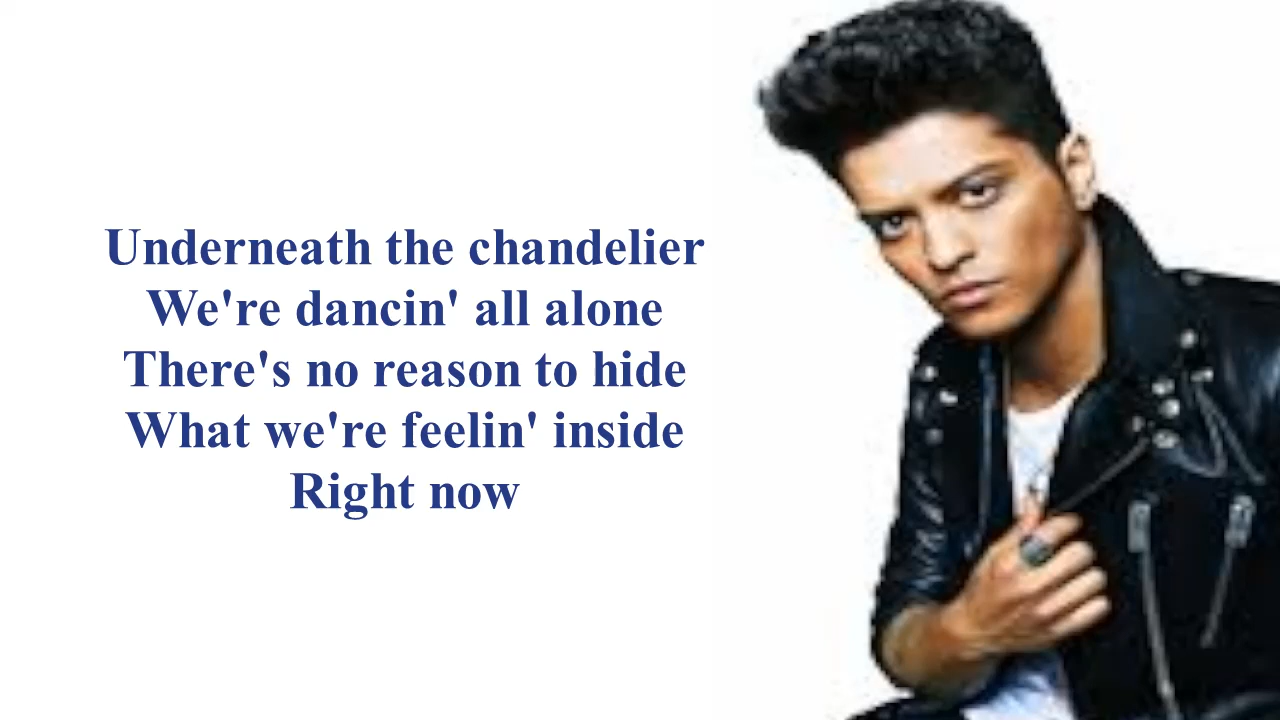 Underneath the chandelier
We're dancin' all alone
There's no reason to hide
What we're feelin' inside
Right now